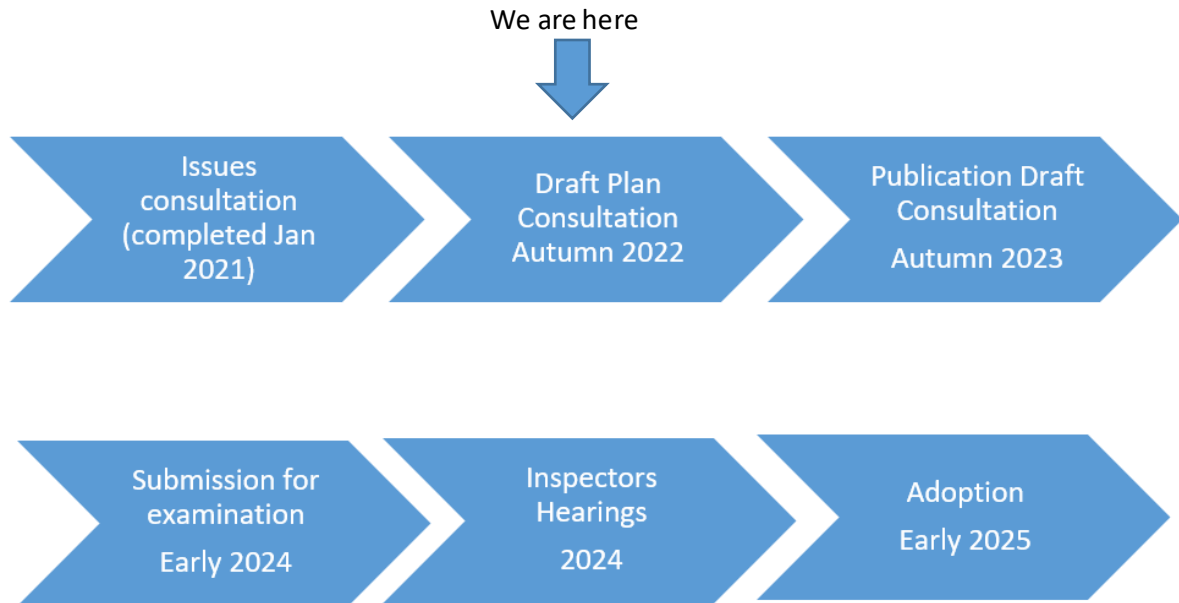 We are here
Issues
consultation
(completed Jan
2021)
Draft Plan
Consultation
Autumn 2022
Publication Draft
Consultation
Autumn 2023
Submission for
examination
Early 2024
Inspectors
Hearings
2024
Adoption
Early 2025